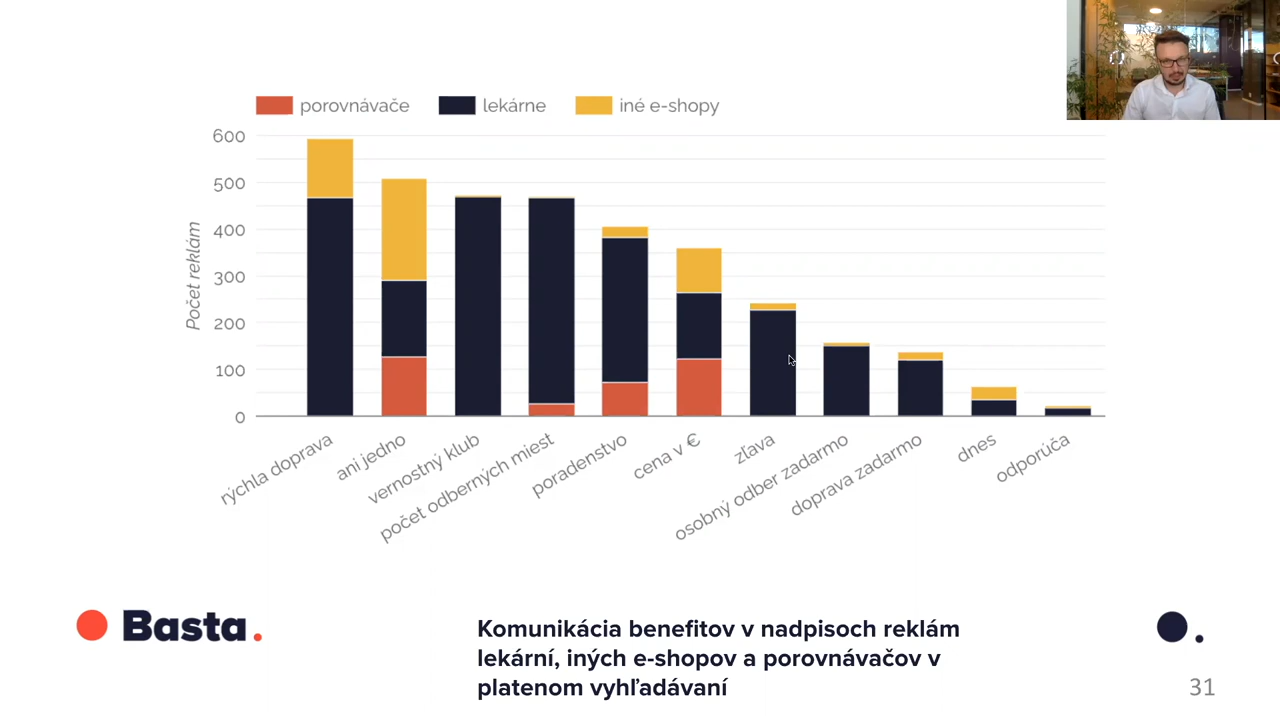 porovnávače lekárne iné e-shopy
600
500
400
300
200
100
0
Počet reklám
rýchla doprava
ani jedno
vernostný klub
počet odberných miest
poradenstvo
cena v €
zľava
osobný odber zadarmo
doprava zadarmo
dnes
odporúča
Basta.
Komunikácia benefitov v nadpisoch reklám
lekární, iných e-shopov a porovnávačov v
platenom vyhľadávaní
31